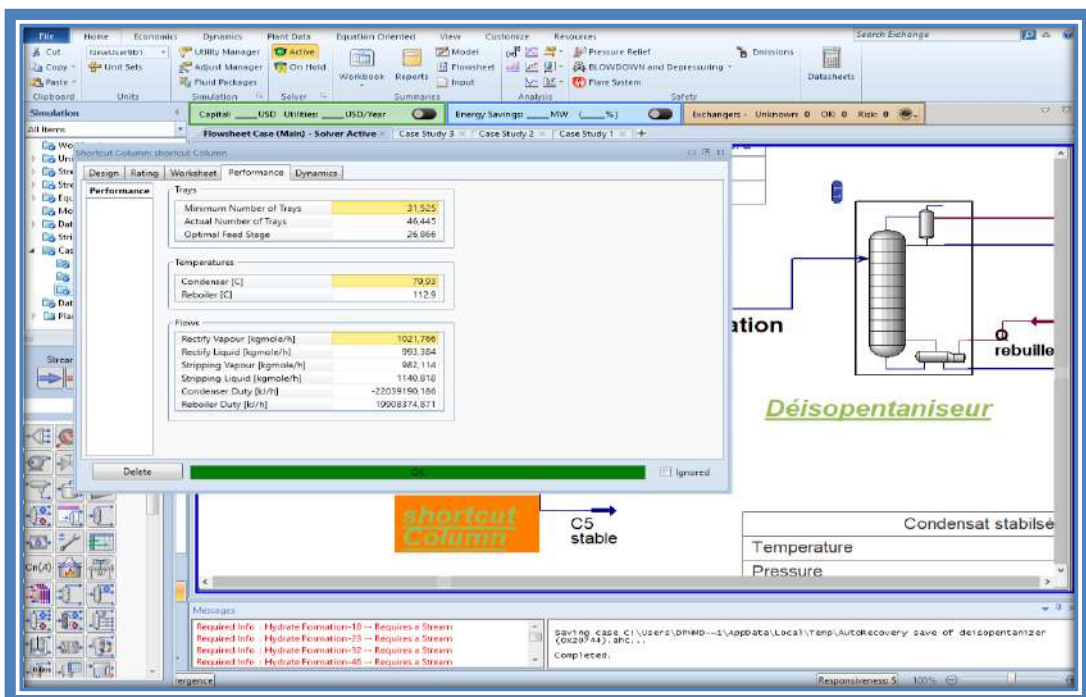 File Home Economics Dynamics Plant Data Equation Oriented View Customize Resources Search Exchange
Cut NewUser9b1 Utility Manager Active Model Pressure Relief Emissions
Copy Unit Sets Adjust Manager On Hold Workbook Reports Flowsheet BLOWDOWN and Depressuring Datasheets
Paste Fluid Packages Input Flare System
Clipboard Units Simulation Solver Summaries Analysis Safety
Simulation Capital: ____USD Utilities: ____USD/Year Energy Savings: ____MW (____%) Exchangers - Unknown: 0 OK: 0 Risk: 0
All Items Flowsheet Case (Main) - Solver Active Case Study 3 Case Study 2 Case Study 1 +
Shortcut Column: shortcut Column
Design Rating Worksheet Performance Dynamics
Performance Trays
Minimum Number of Trays 31,525
Actual Number of Trays 46,445
Optimal Feed Stage 26,866
Temperatures
Condenser [C] 79,93
Reboiler [C] 112,9
Flows
Rectify Vapour [kgmole/h] 1021,766
Rectify Liquid [kgmole/h] 993,384
Stripping Vapour [kgmole/h] 982,114
Stripping Liquid [kgmole/h] 1140,818
Condenser Duty [kJ/h] -22039190,186
Reboiler Duty [kJ/h] 19908374,871
Delete OK Ignored
ation
Q
rebuille
Déisopentaniseur
shortcut
Column
C5
stable
Condensat stabilsé
Temperature
Pressure
Cn(A)
Messages
Required Info : Hydrate Formation-18 -- Requires a Stream
Required Info : Hydrate Formation-23 -- Requires a Stream
Required Info : Hydrate Formation-32 -- Requires a Stream
Required Info : Hydrate Formation-46 -- Requires a Stream
Completed.
ergence Responsiveness: 5 100%